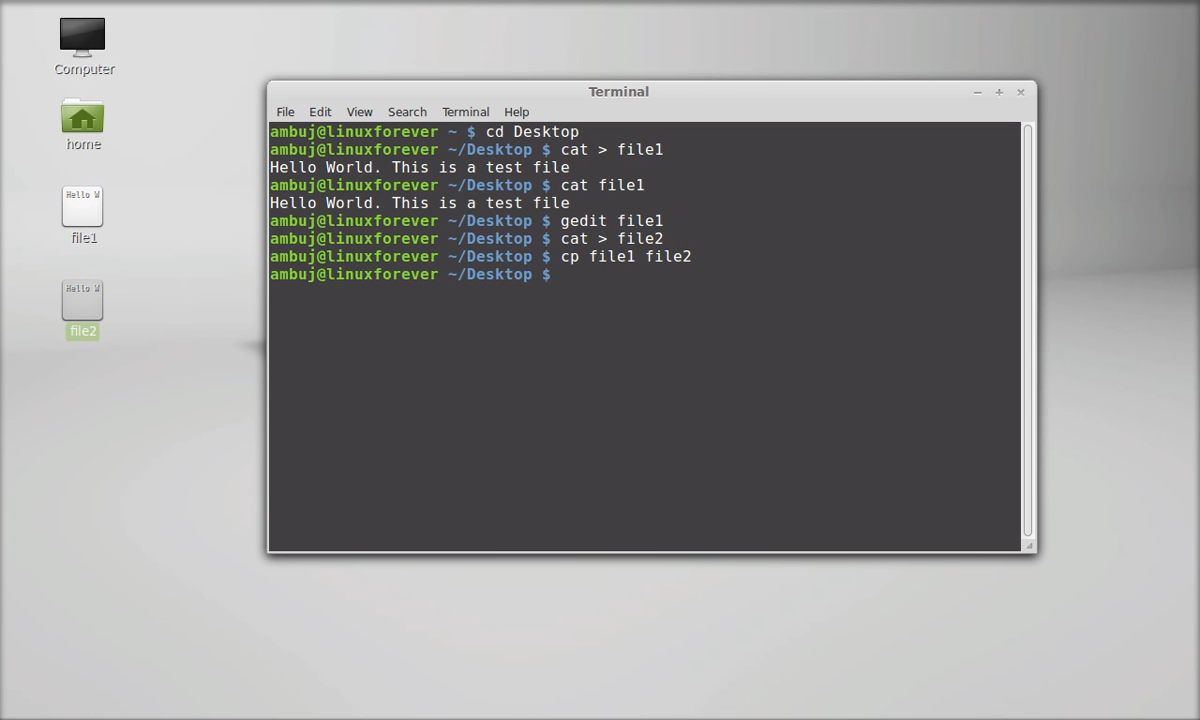 Computer
home
Hello W
file1
Hello W
file2
Terminal
File Edit View Search Terminal Help
ambuj@linuxforever ~ $ cd Desktop
ambuj@linuxforever ~/Desktop $ cat > file1
Hello World. This is a test file
ambuj@linuxforever ~/Desktop $ cat file1
Hello World. This is a test file
ambuj@linuxforever ~/Desktop $ gedit file1
ambuj@linuxforever ~/Desktop $ cat > file2
ambuj@linuxforever ~/Desktop $ cp file1 file2
ambuj@linuxforever ~/Desktop $